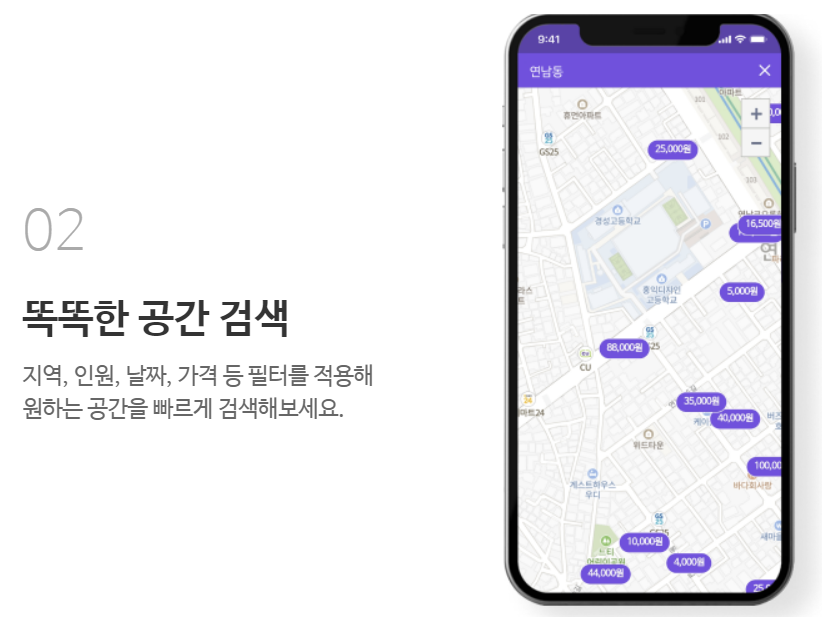 02
똑똑한 공간 검색
지역, 인원, 날짜, 가격 등 필터를 적용해
원하는 공간을 빠르게 검색해보세요.
9:41
연남동
103
휴먼아파트
GS25
25,000원
102
103
경성고등학교
P
16,500원
연
홍익디자인
고등학교
5,000원
88,000원
CU
35,000원
40,000원
위드타운
100,00
바다회사랑
게스트하우스
우디
GS25
10,000원
4,000원
44,000원